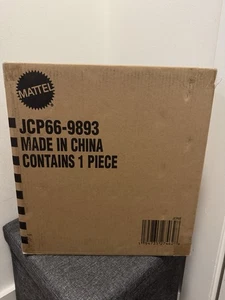 MATTEL
JCP66-9893
MADE IN CHINA
CONTAINS 1 PIECE